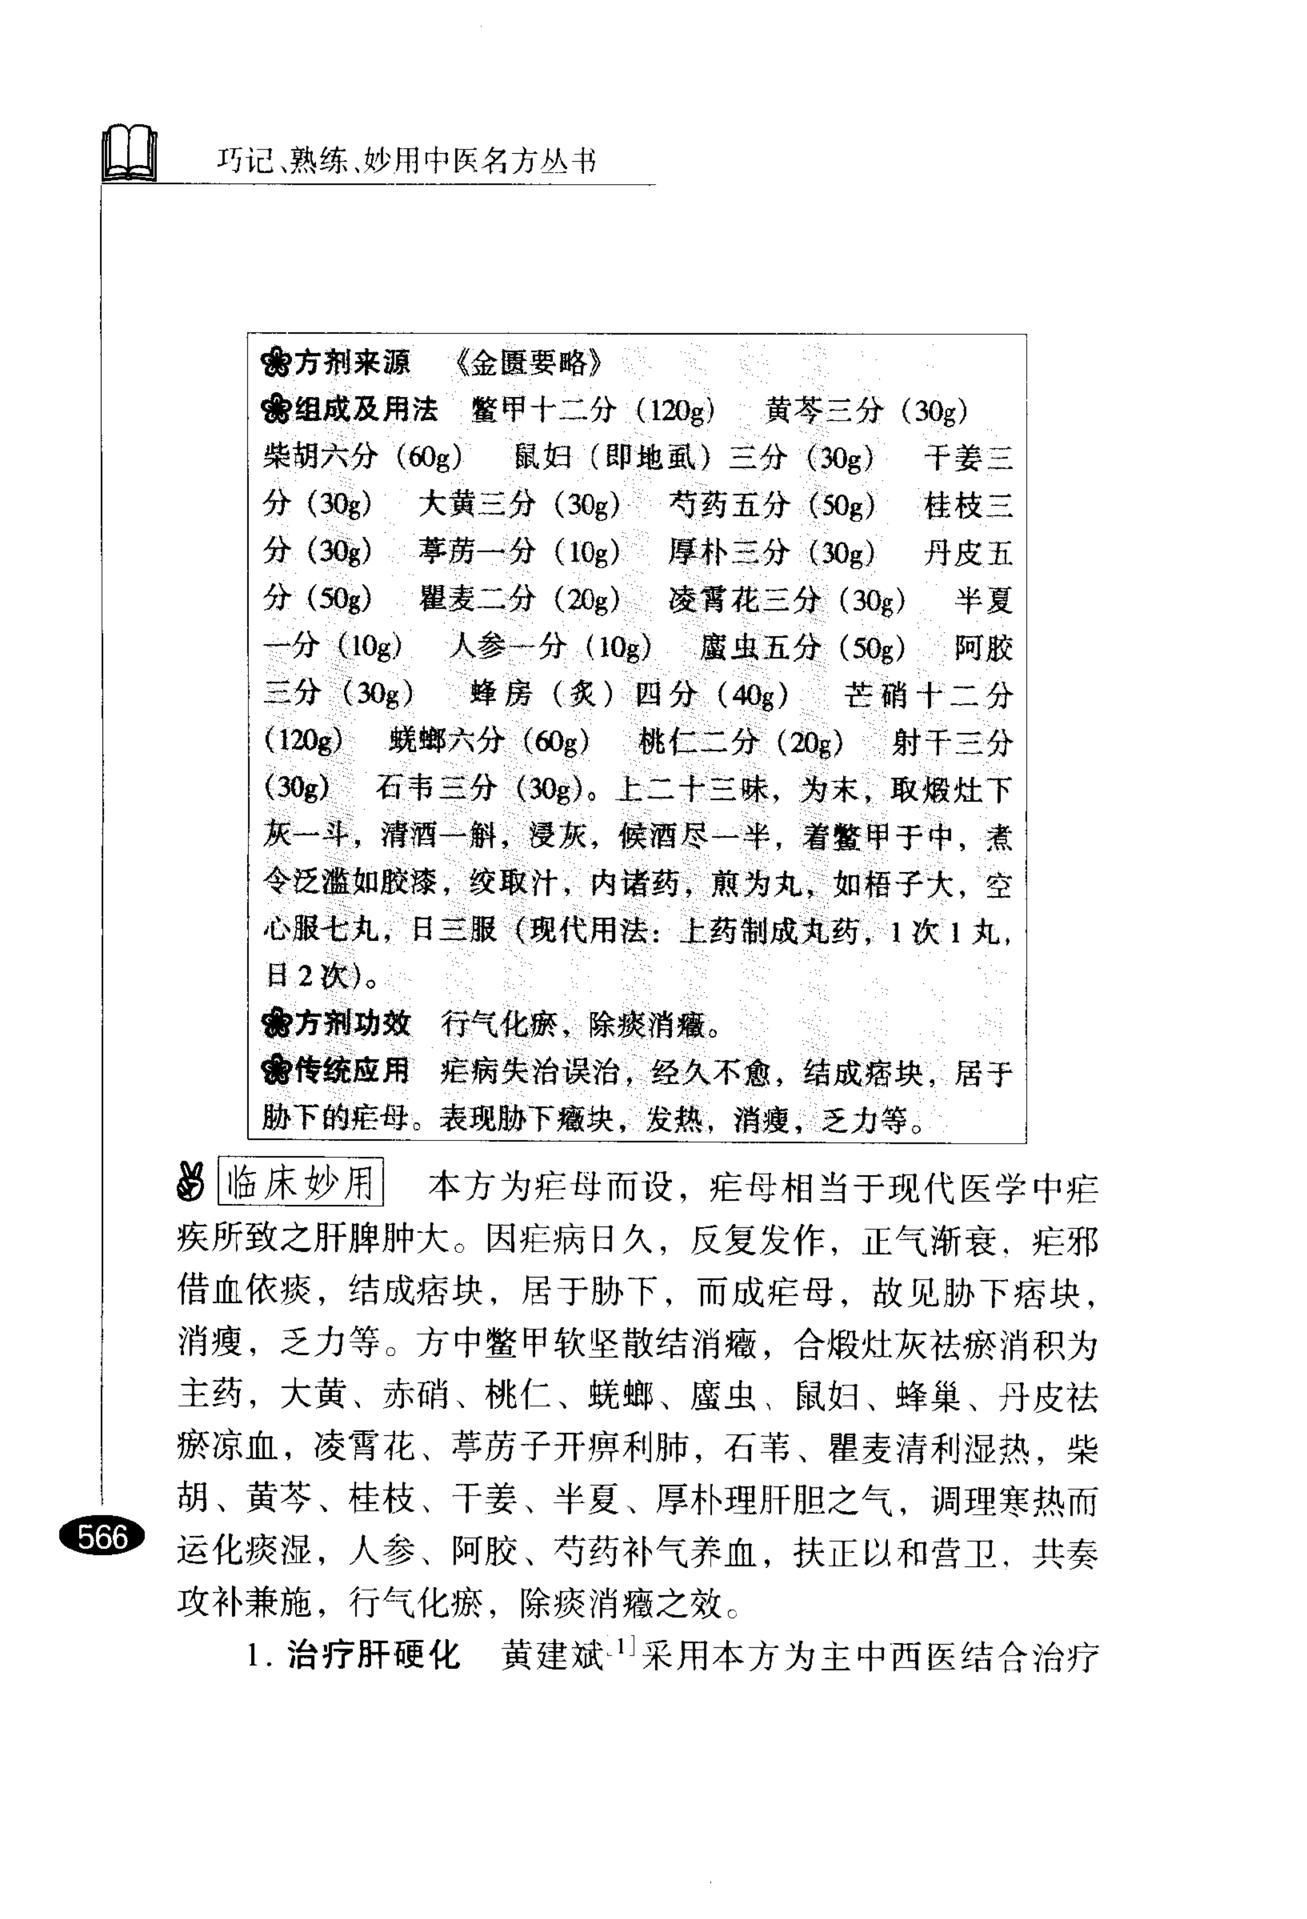 巧记、熟练、妙用中医名方丛书
方剂来源　《金匮要略》
组成及用法　鳖甲十二分（120g）　黄芩三分（30g）
柴胡六分（60g）　鼠妇（即地虱）三分（30g）　干姜三
分（30g）　大黄三分（30g）　芍药五分（50g）　桂枝三
分（30g）　葶苈一分（10g）　厚朴三分（30g）　丹皮五
分（50g）　瞿麦二分（20g）　凌霄花三分（30g）　半夏
一分（10g）　人参一分（10g）　䗪虫五分（50g）　阿胶
三分（30g）　蜂房（炙）四分（40g）　芒硝十二分
（120g）　蜣螂六分（60g）　桃仁二分（20g）　射干三分
（30g）　石韦三分（30g）。上二十三味，为末，取煅灶下
灰一斗，清酒一斛，浸灰，候酒尽一半，着鳖甲于中，煮
令泛滥如胶漆，绞取汁，内诸药，煎为丸，如梧子大，空
心服七丸，日三服（现代用法：上药制成丸药，1次1丸，
日2次）。
方剂功效　行气化瘀，除痰消癥。
传统应用　疟病失治误治，经久不愈，结成痞块，居于
胁下的疟母。表现胁下癥块，发热，消瘦，乏力等。
临床妙用　本方为疟母而设，疟母相当于现代医学中疟
疾所致之肝脾肿大。因疟病日久，反复发作，正气渐衰，疟邪
借血依痰，结成痞块，居于胁下，而成疟母，故见胁下痞块，
消瘦，乏力等。方中鳖甲软坚散结消癥，合煅灶灰祛瘀消积为
主药，大黄、赤硝、桃仁、蜣螂、䗪虫、鼠妇、蜂巢、丹皮祛
瘀凉血，凌霄花、葶苈子开痹利肺，石苇、瞿麦清利湿热，柴
胡、黄芩、桂枝、干姜、半夏、厚朴理肝胆之气，调理寒热而
运化痰湿，人参、阿胶、芍药补气养血，扶正以和营卫，共奏
攻补兼施，行气化瘀，除痰消癥之效。
566
1. 治疗肝硬化　黄建斌[1]采用本方为主中西医结合治疗